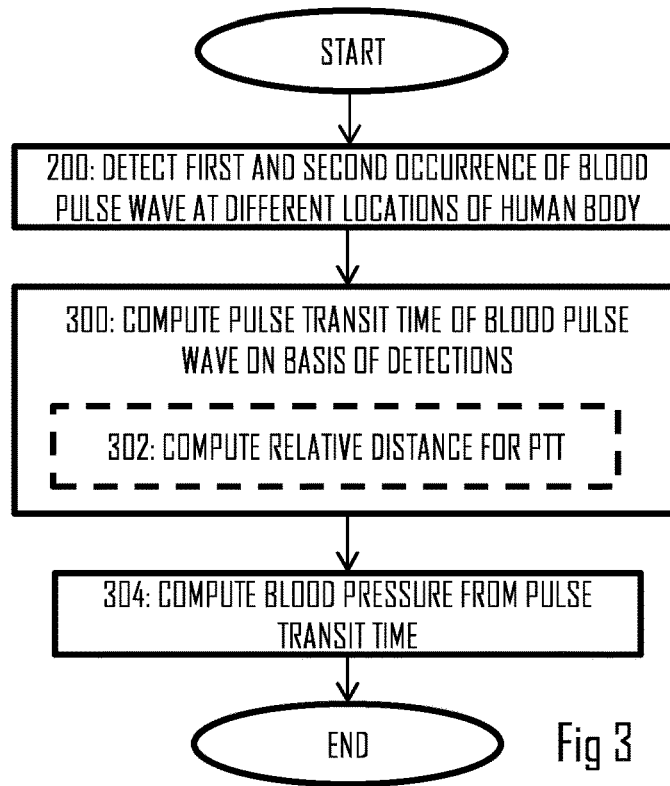 START
200: DETECT FIRST AND SECOND OCCURRENCE OF BLOOD
PULSE WAVE AT DIFFERENT LOCATIONS OF HUMAN BODY
300: COMPUTE PULSE TRANSIT TIME OF BLOOD PULSE
WAVE ON BASIS OF DETECTIONS
302: COMPUTE RELATIVE DISTANCE FOR PTT
304: COMPUTE BLOOD PRESSURE FROM PULSE
TRANSIT TIME
END
Fig 3